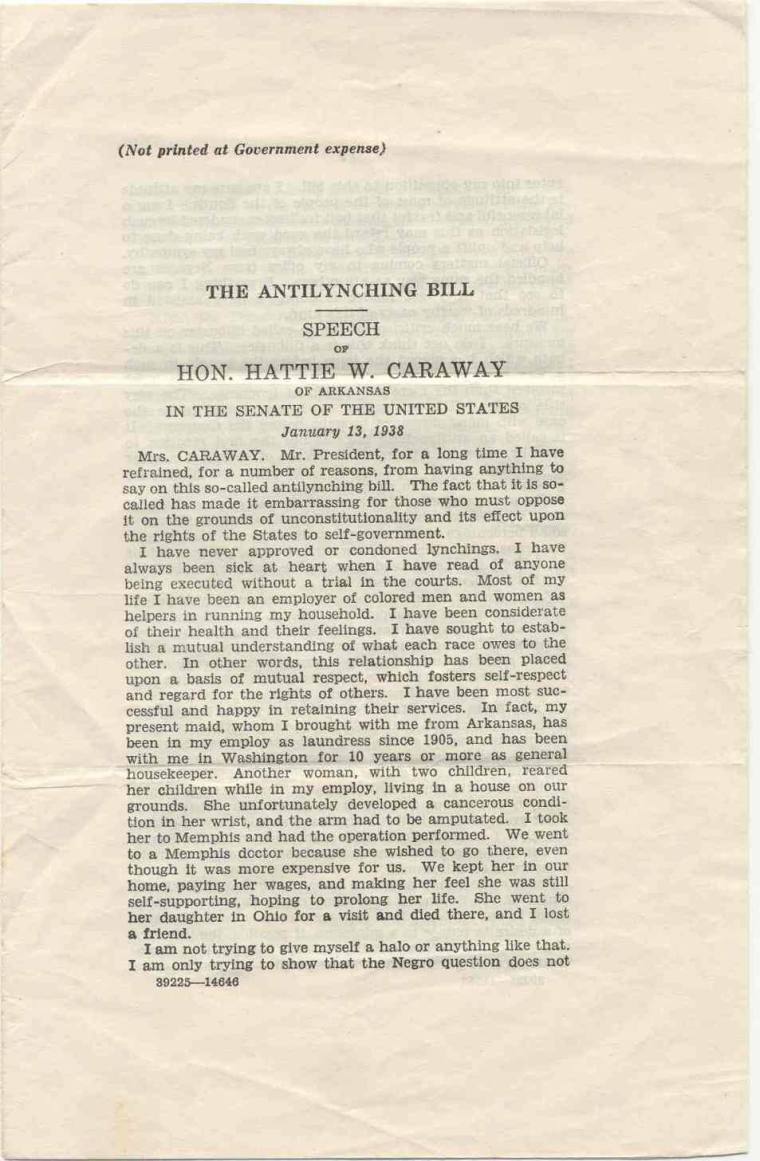 (Not printed at Government expense)
THE ANTILYNCHING BILL
SPEECH
OF
HON. HATTIE W. CARAWAY
OF ARKANSAS
IN THE SENATE OF THE UNITED STATES
January 13, 1938
Mrs. CARAWAY. Mr. President, for a long time I have
refrained, for a number of reasons, from having anything to
say on this so-called antilynching bill. The fact that it is so-
called has made it embarrassing for those who must oppose
it on the grounds of unconstitutionality and its effect upon
the rights of the States to self-government.
I have never approved or condoned lynchings. I have
always been sick at heart when I have read of anyone
being executed without a trial in the courts. Most of my
life I have been an employer of colored men and women as
helpers in running my household. I have been considerate
of their health and their feelings. I have sought to estab-
lish a mutual understanding of what each race owes to the
other. In other words, this relationship has been placed
upon a basis of mutual respect, which fosters self-respect
and regard for the rights of others. I have been most suc-
cessful and happy in retaining their services. In fact, my
present maid, whom I brought with me from Arkansas, has
been in my employ as laundress since 1905, and has been
with me in Washington for 10 years or more as general
housekeeper. Another woman, with two children, reared
her children while in my employ, living in a house on our
grounds. She unfortunately developed a cancerous condi-
tion in her wrist, and the arm had to be amputated. I took
her to Memphis and had the operation performed. We went
to a Memphis doctor because she wished to go there, even
though it was more expensive for us. We kept her in our
home, paying her wages, and making her feel she was still
self-supporting, hoping to prolong her life. She went to
her daughter in Ohio for a visit and died there, and I lost
a friend.
I am not trying to give myself a halo or anything like that.
I am only trying to show that the Negro question does not
39225—14646